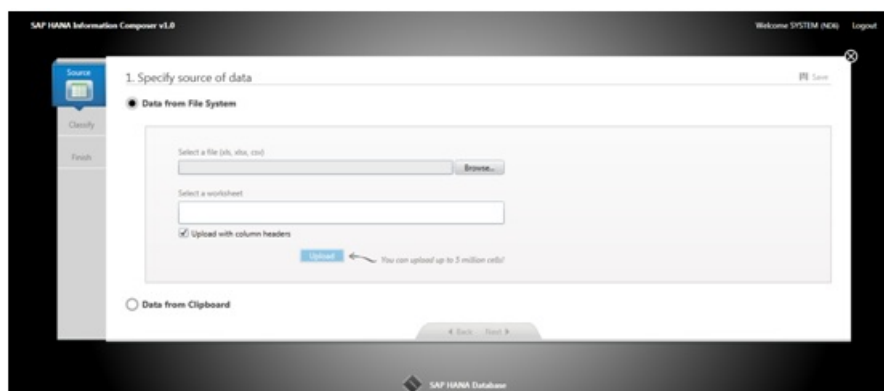 SAP HANA Information Composer v1.0
Welcome SYSTEM (ND6) Logout
Source
1. Specify source of data
Save
Data from File System
Classify
Select a file (xls, xlsx, csv)
Finish
Browse...
Select a worksheet
Upload with column headers
Upload
You can upload up to 5 million cells!
Data from Clipboard
Back Next
SAP HANA Database